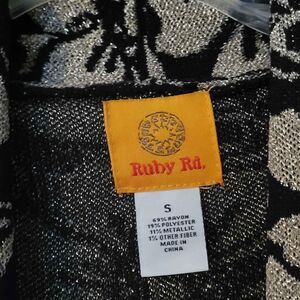 Ruby Rd.
S
69% RAYON
19% POLYESTER
11% METALLIC
1% OTHER FIBER
MADE IN
CHINA